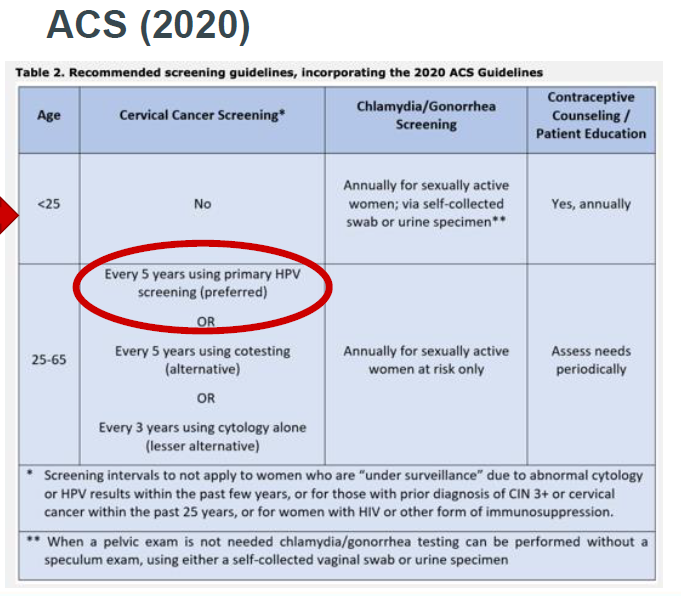 ACS (2020)
Table 2. Recommended screening guidelines, incorporating the 2020 ACS Guidelines
Age
Cervical Cancer Screening*
Chlamydia/Gonorrhea
Screening
Contraceptive
Counseling /
Patient Education
<25
No
Annually for sexually active
women; via self-collected
swab or urine specimen**
Yes, annually
25-65
Every 5 years using primary HPV
screening (preferred)
OR
Every 5 years using cotesting
(alternative)
OR
Every 3 years using cytology alone
(lesser alternative)
Annually for sexually active
women at risk only
Assess needs
periodically
* Screening intervals to not apply to women who are “under surveillance” due to abnormal cytology
or HPV results within the past few years, or for those with prior diagnosis of CIN 3+ or cervical
cancer within the past 25 years, or for women with HIV or other form of immunosuppression.
** When a pelvic exam is not needed chlamydia/gonorrhea testing can be performed without a
speculum exam, using either a self-collected vaginal swab or urine specimen